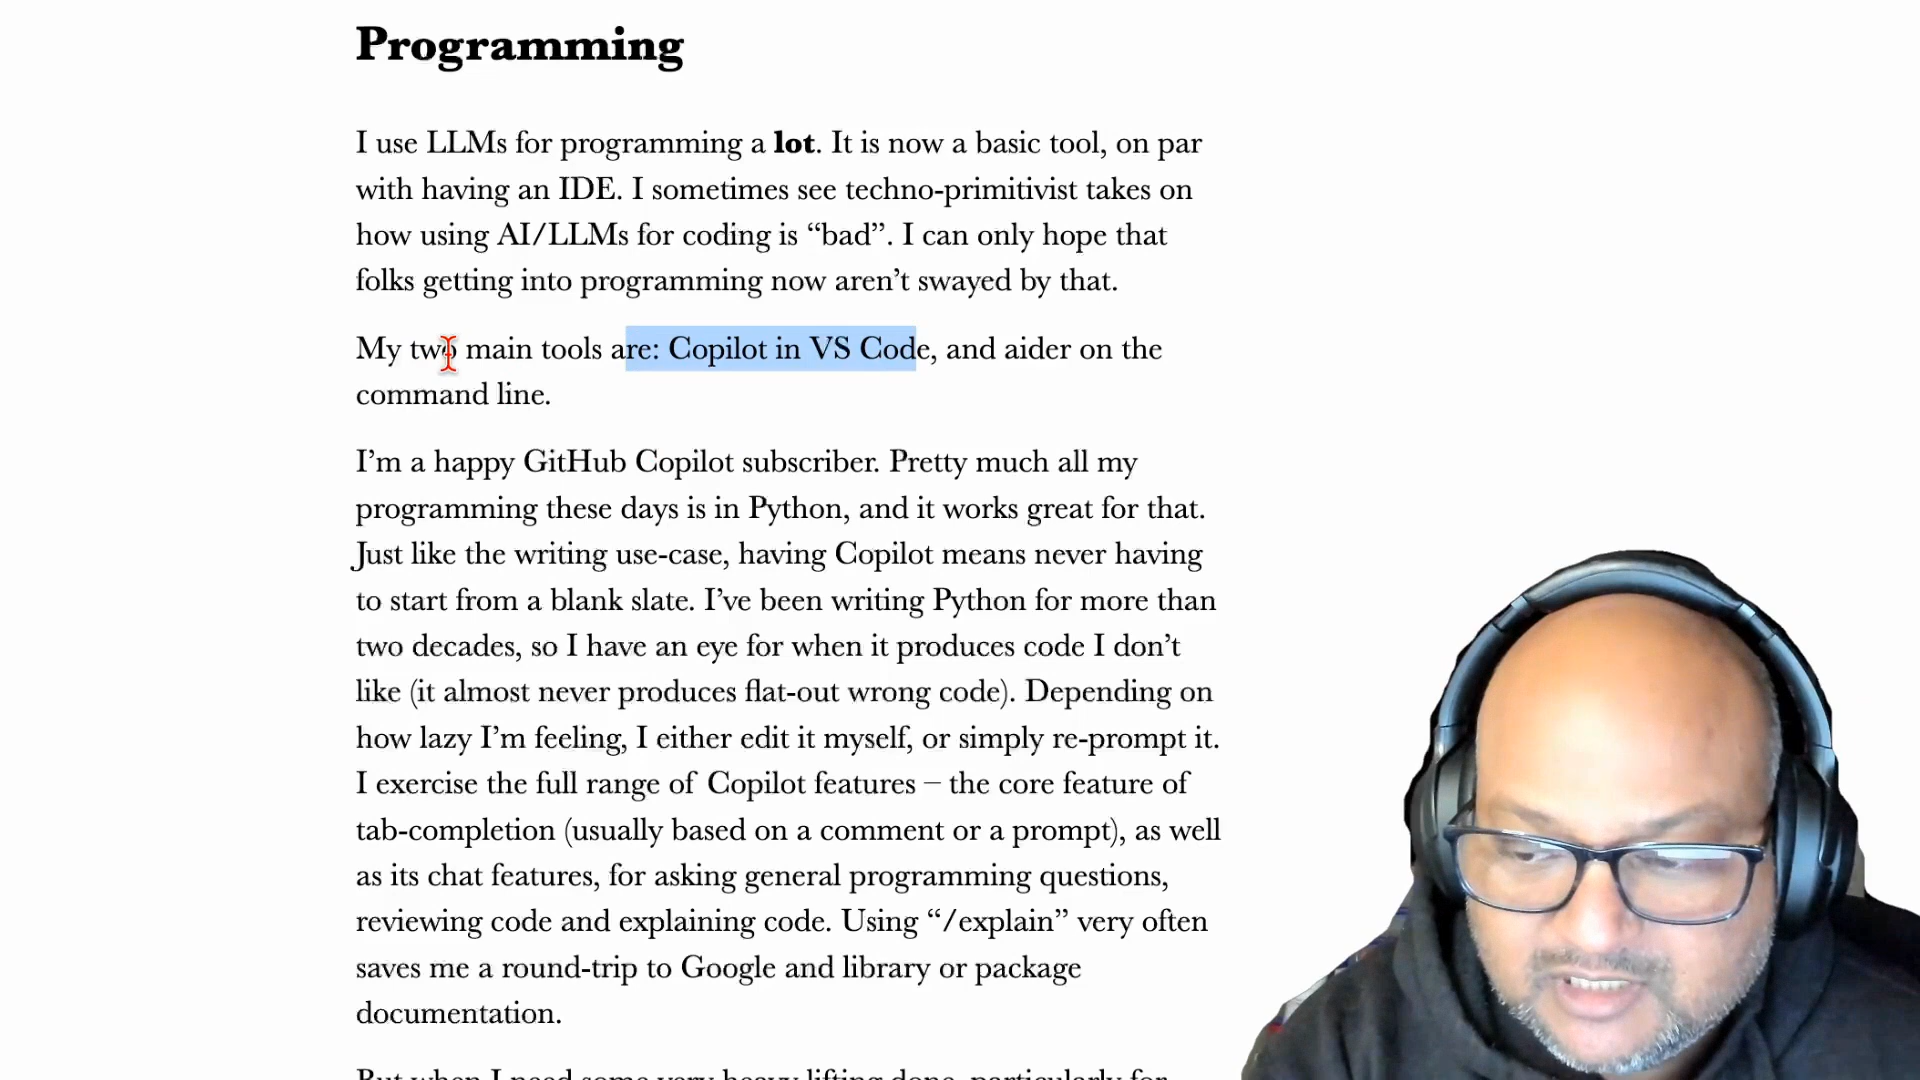 Programming
I use LLMs for programming a lot. It is now a basic tool, on par
with having an IDE. I sometimes see techno-primitivist takes on
how using AI/LLMs for coding is “bad”. I can only hope that
folks getting into programming now aren’t swayed by that.
My two main tools are: Copilot in VS Code, and aider on the
command line.
I’m a happy GitHub Copilot subscriber. Pretty much all my
programming these days is in Python, and it works great for that.
Just like the writing use-case, having Copilot means never having
to start from a blank slate. I’ve been writing Python for more than
two decades, so I have an eye for when it produces code I don’t
like (it almost never produces flat-out wrong code). Depending on
how lazy I’m feeling, I either edit it myself, or simply re-prompt it.
I exercise the full range of Copilot features – the core feature of
tab-completion (usually based on a comment or a prompt), as well
as its chat features, for asking general programming questions,
reviewing code and explaining code. Using “/explain” very often
saves me a round-trip to Google and library or package
documentation.
But when I need some very heavy lifting done, particularly for